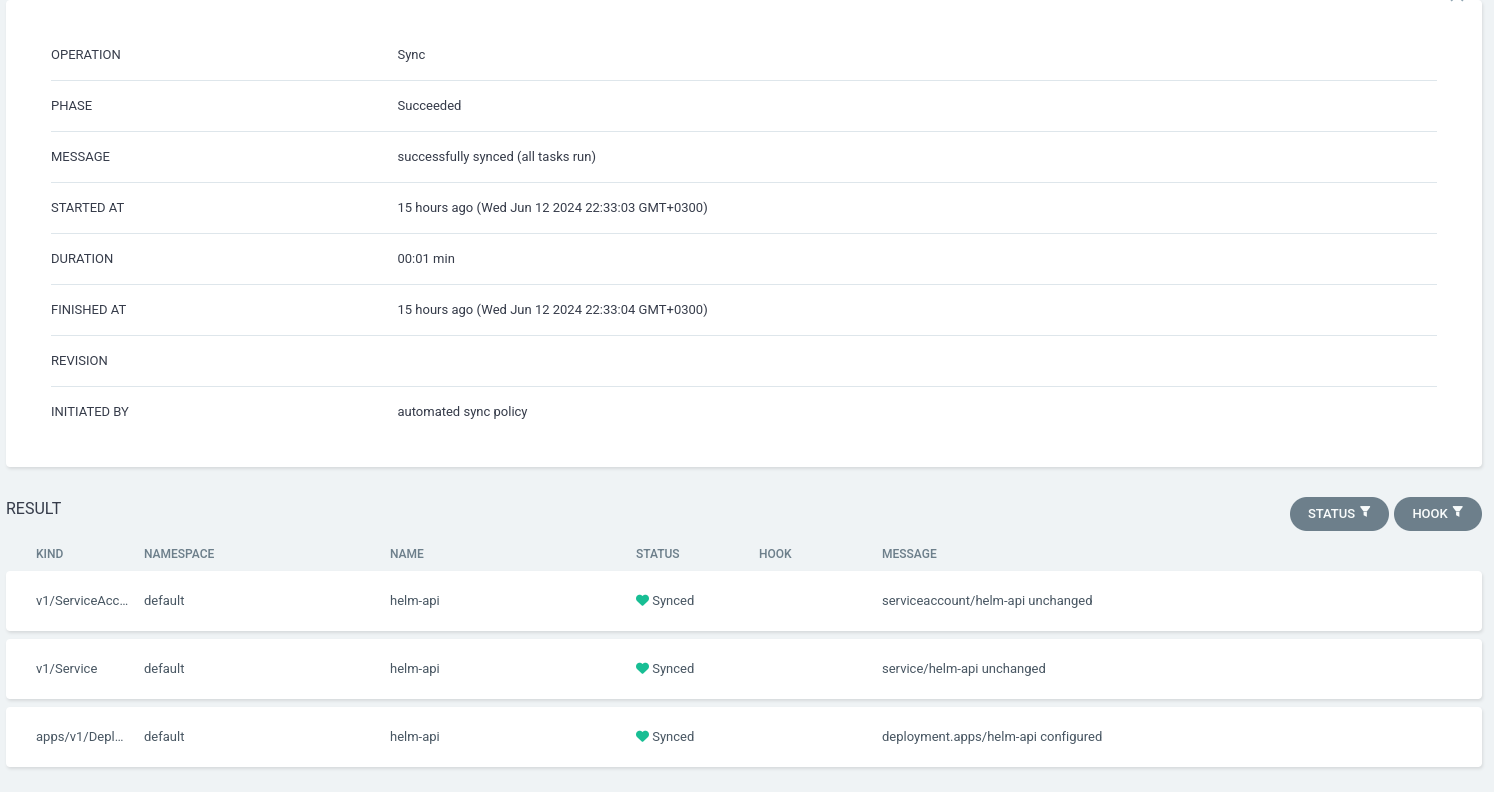 OPERATION Sync
PHASE Succeeded
MESSAGE successfully synced (all tasks run)
STARTED AT 15 hours ago (Wed Jun 12 2024 22:33:03 GMT+0300)
DURATION 00:01 min
FINISHED AT 15 hours ago (Wed Jun 12 2024 22:33:04 GMT+0300)
REVISION
INITIATED BY automated sync policy
RESULT STATUS HOOK
KIND NAMESPACE NAME STATUS HOOK MESSAGE
v1/ServiceAcc... default helm-api Synced serviceaccount/helm-api unchanged
v1/Service default helm-api Synced service/helm-api unchanged
apps/v1/Depl... default helm-api Synced deployment.apps/helm-api configured